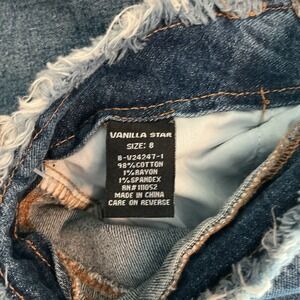 VANILLA STAR
SIZE: 8
8-V24247-1
98%COTTON
1%RAYON
1%SPANDEX
RN#111052
MADE IN CHINA
CARE ON REVERSE